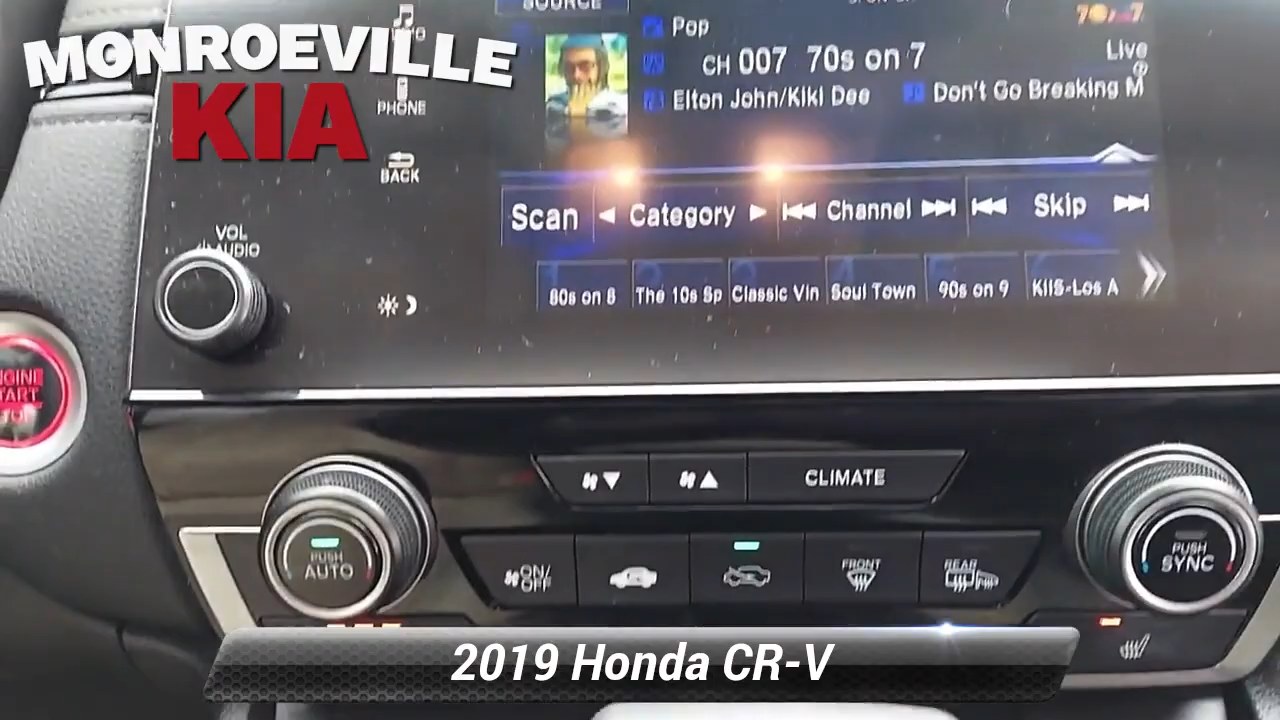 SOURCE
MONROEVILLE
KIA
Pop
CH 007 70s on 7
Live
Elton John/Kiki Dee
Don't Go Breaking M
PHONE
BACK
Scan
Category
Channel
Skip
VOL
AUDIO
80s on 8
The 10s Sp
Classic Vin
Soul Town
90s on 9
KIIS-Los A
CLIMATE
PUSH
AUTO
ON/
OFF
FRONT
REAR
PUSH
SYNC
2019 Honda CR-V